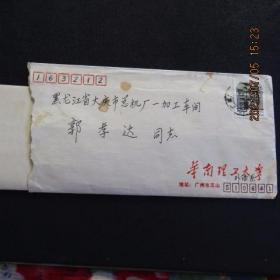 2021/04/05 15:23
163212
黑龙江省大庆市总机厂一加工车间
郭孝达 同志
华南理工大学
地址：广州市五山
510641